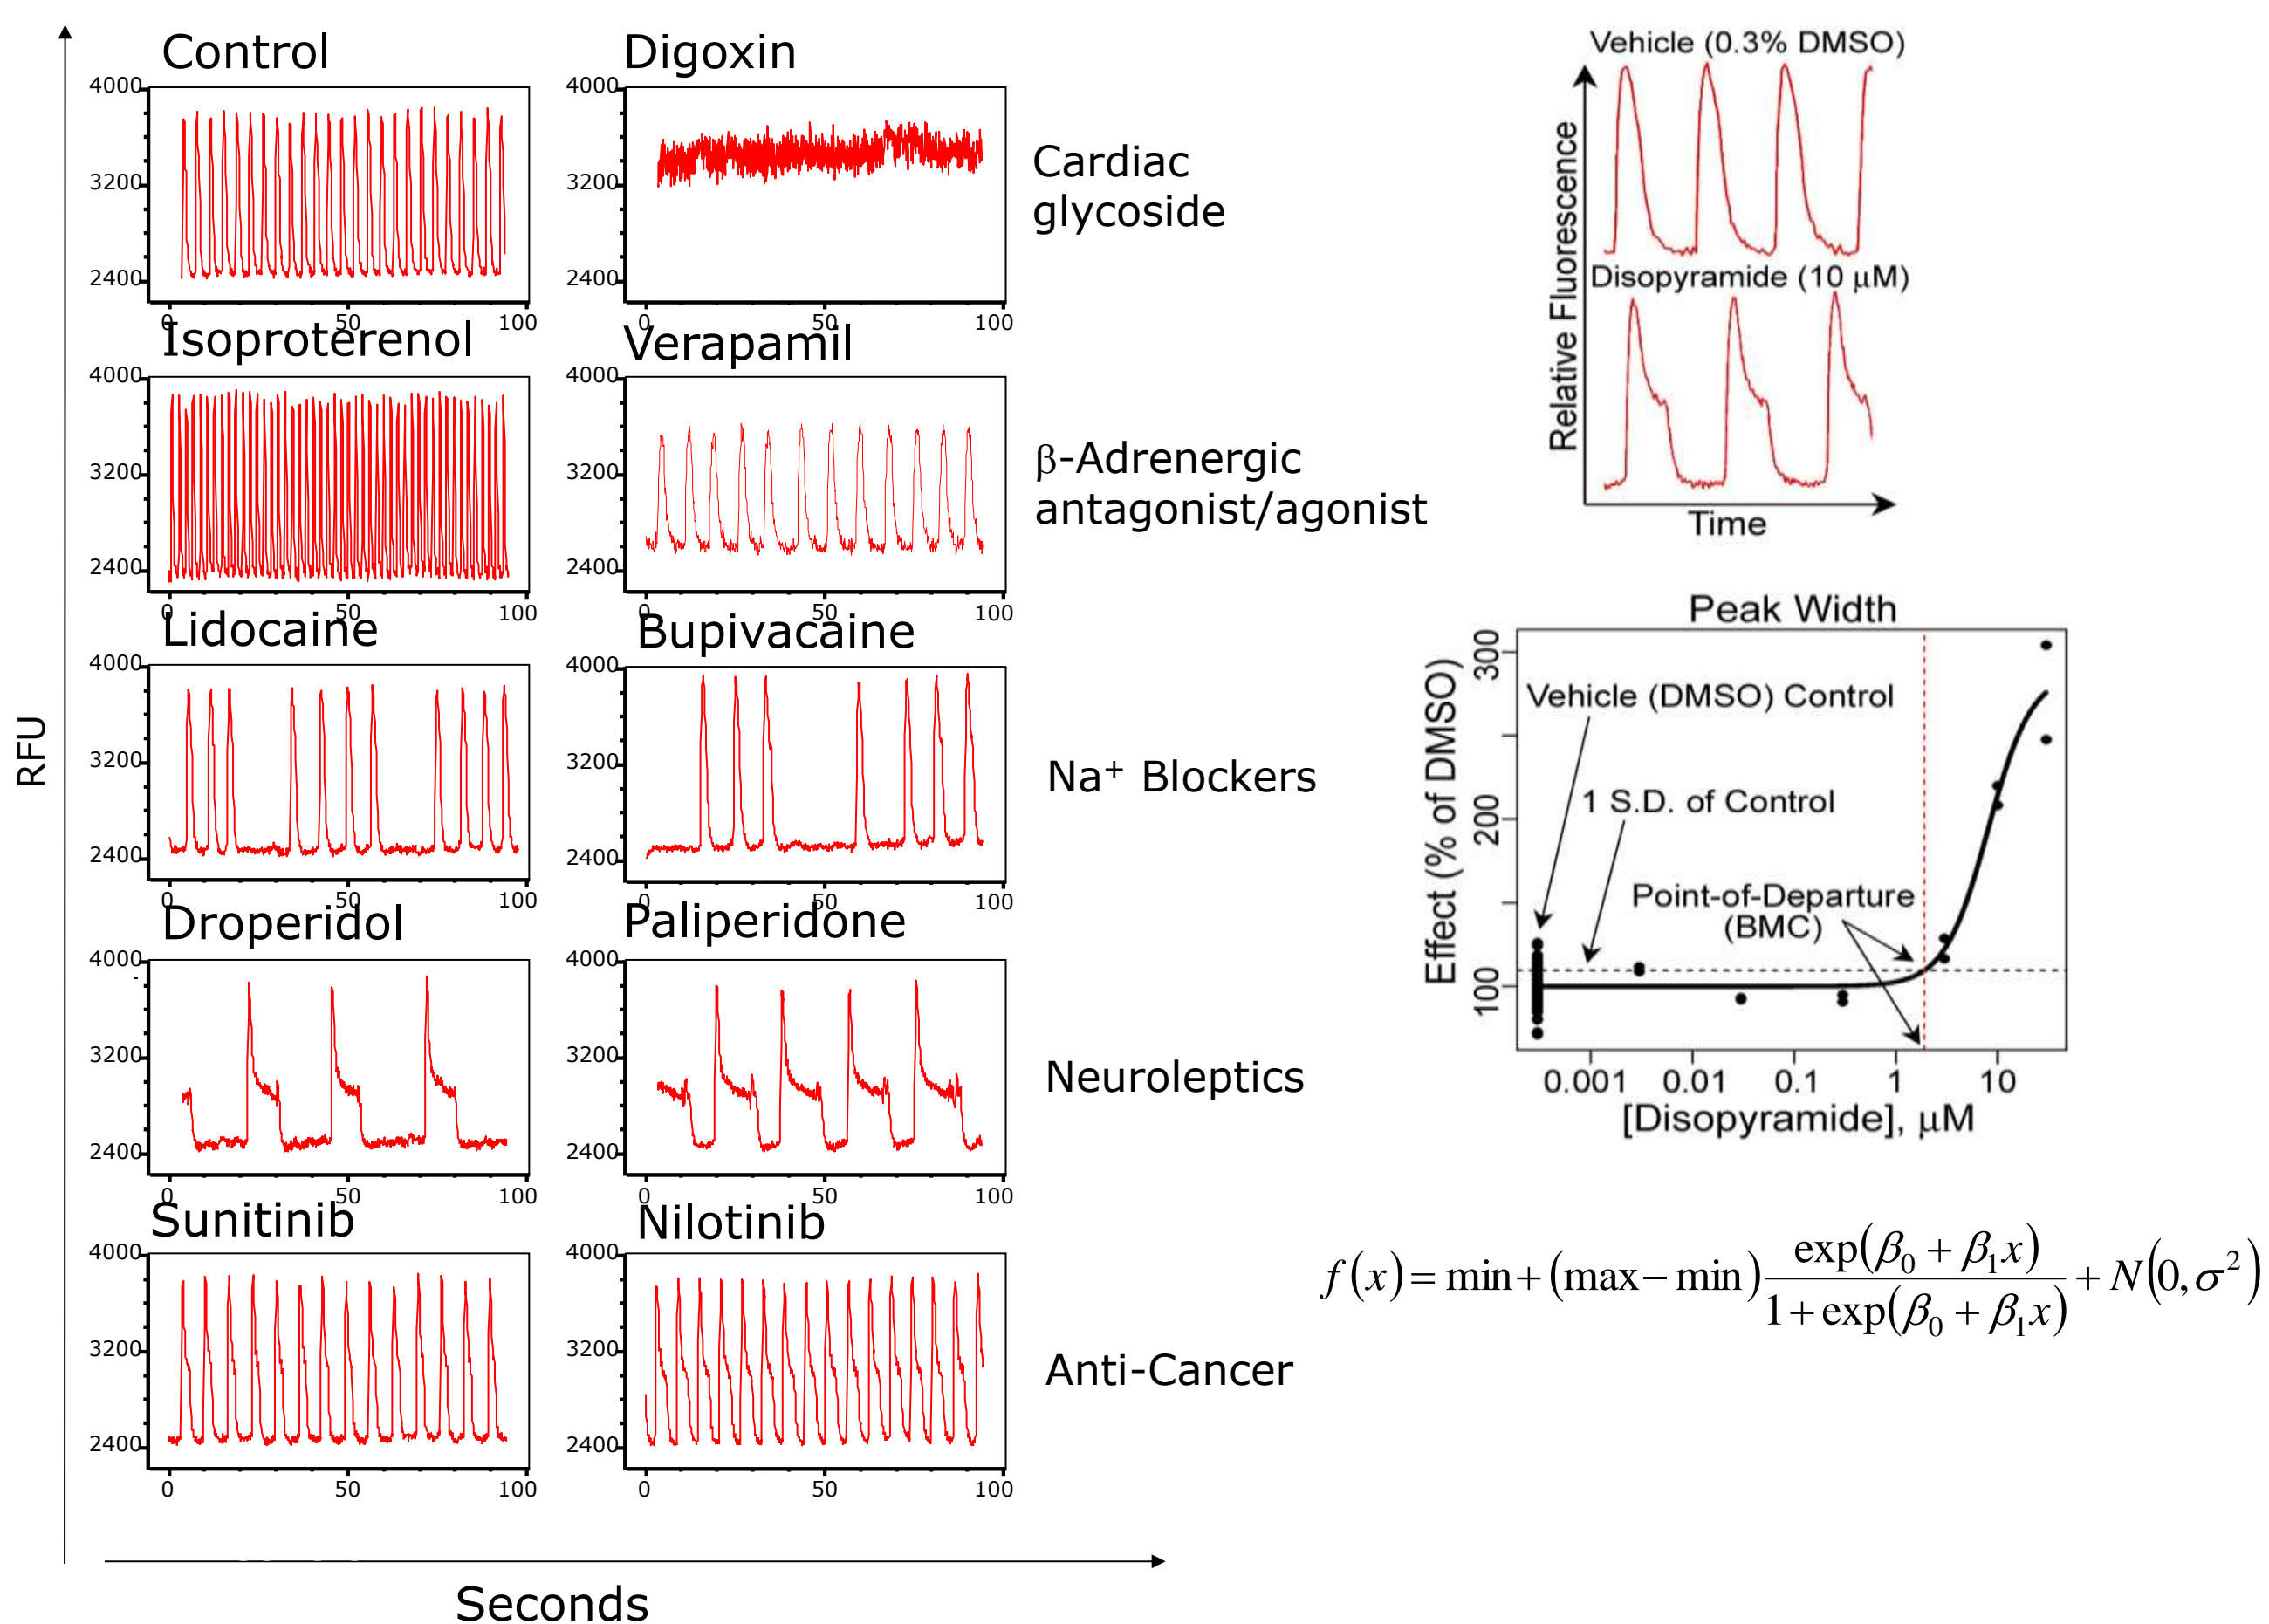 Control
Digoxin
4000
3200
2400
0
50
100
4000
3200
2400
0
50
100
Cardiac
glycoside
Isoproterenol
Verapamil
4000
3200
2400
0
50
100
4000
3200
2400
0
50
100
β-Adrenergic
antagonist/agonist
Lidocaine
Bupivacaine
4000
3200
2400
0
50
100
4000
3200
2400
0
50
100
Na⁺ Blockers
Droperidol
Paliperidone
4000
3200
2400
0
50
100
4000
3200
2400
0
50
100
Neuroleptics
Sunitinib
Nilotinib
4000
3200
2400
0
50
100
4000
3200
2400
0
50
100
Anti-Cancer
RFU
Seconds
Vehicle (0.3% DMSO)
Disopyramide (10 μM)
Relative Fluorescence
Time
Peak Width
Effect (% of DMSO)
300
200
100
Vehicle (DMSO) Control
1 S.D. of Control
Point-of-Departure
(BMC)
0.001
0.01
0.1
1
10
[Disopyramide], μM
f(x) = min + (max − min) exp(β₀ + β₁x) / 1 + exp(β₀ + β₁x) + N(0, σ²)